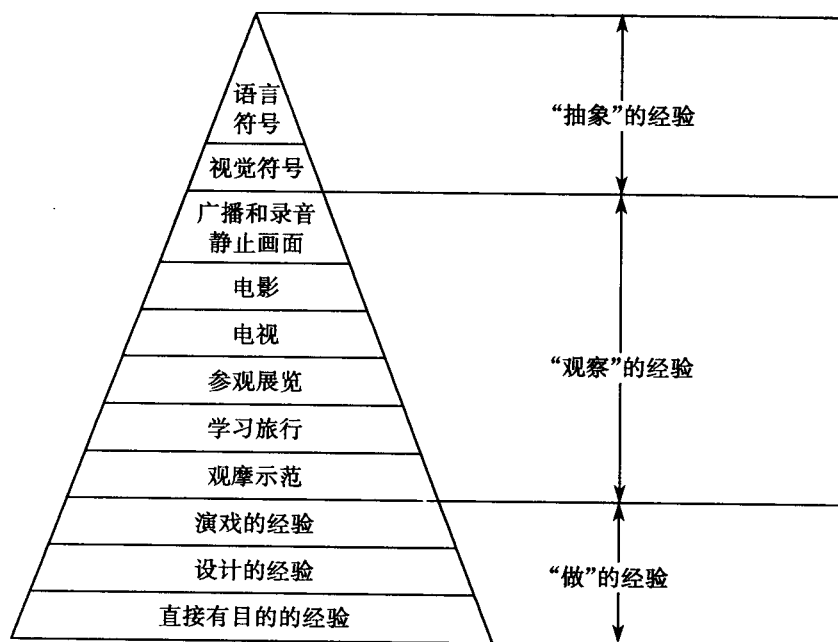 语言
符号
视觉符号
广播和录音
静止画面
电影
电视
参观展览
学习旅行
观摩示范
演戏的经验
设计的经验
直接有目的的经验
“抽象”的经验
“观察”的经验
“做”的经验